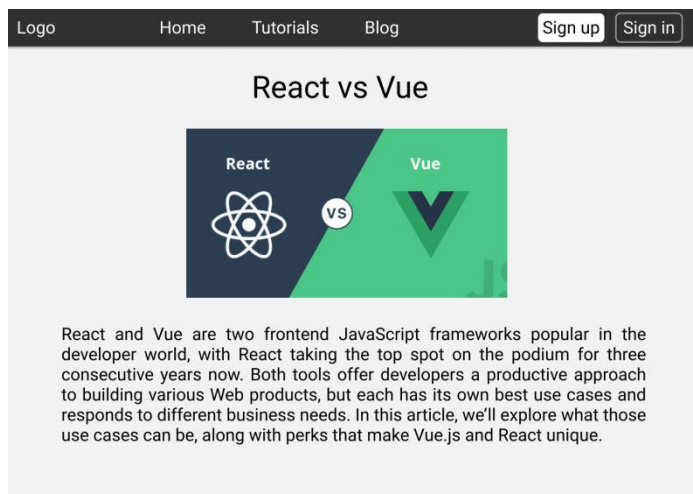 Logo Home Tutorials Blog Sign up Sign in
React vs Vue
React Vue
VS
JS
React and Vue are two frontend JavaScript frameworks popular in the
developer world, with React taking the top spot on the podium for three
consecutive years now. Both tools offer developers a productive approach
to building various Web products, but each has its own best use cases and
responds to different business needs. In this article, we’ll explore what those
use cases can be, along with perks that make Vue.js and React unique.